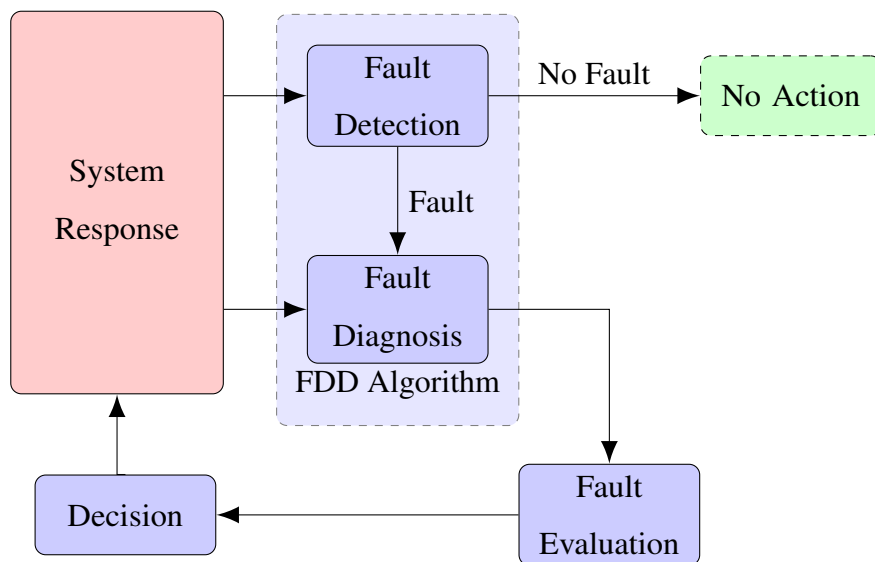 System
Response
Fault
Detection
No Fault
No Action
Fault
Fault
Diagnosis
FDD Algorithm
Decision
Fault
Evaluation